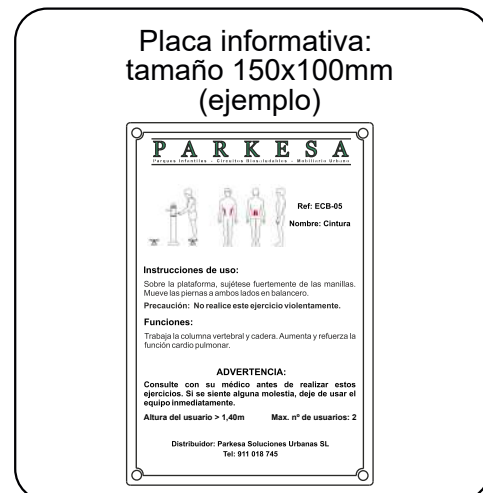 Placa informativa:
tamaño 150x100mm
(ejemplo)
PARKESA
Parques Infantiles - Circuitos Bios-ludables - Mobiliario Urbano
Ref: ECB-05
Nombre: Cintura
Instrucciones de uso:
Sobre la plataforma, sujétese fuertemente de las manillas.
Mueve las piernas a ambos lados en balancero.
Precaución: No realice este ejercicio violentamente.
Funciones:
Trabaja la columna vertebral y cadera. Aumenta y refuerza la
función cardio pulmonar.
ADVERTENCIA:
Consulte con su médico antes de realizar estos
ejercicios. Si se siente alguna molestia, deje de usar el
equipo inmediatamente.
Altura del usuario > 1,40m Max. nº de usuarios: 2
Distribuidor: Parkesa Soluciones Urbanas SL
Tel: 911 018 745